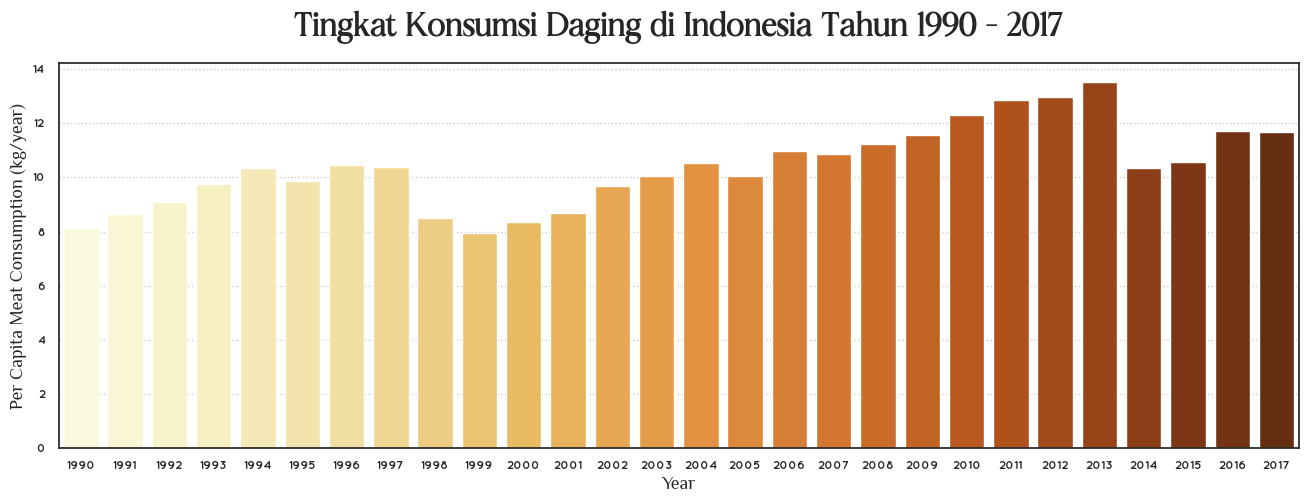 Tingkat Konsumsi Daging di Indonesia Tahun 1990 - 2017
Per Capita Meat Consumption (kg/year)
14
12
10
8
6
4
2
0
1990 1991 1992 1993 1994 1995 1996 1997 1998 1999 2000 2001 2002 2003 2004 2005 2006 2007 2008 2009 2010 2011 2012 2013 2014 2015 2016 2017
Year